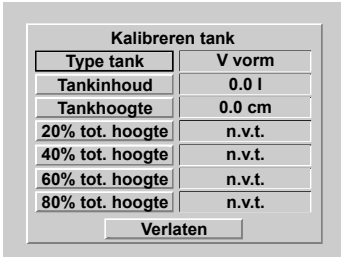 Kalibreren tank
Type tank V vorm
Tankinhoud 0.0 l
Tankhoogte 0.0 cm
20% tot. hoogte n.v.t.
40% tot. hoogte n.v.t.
60% tot. hoogte n.v.t.
80% tot. hoogte n.v.t.
Verlaten